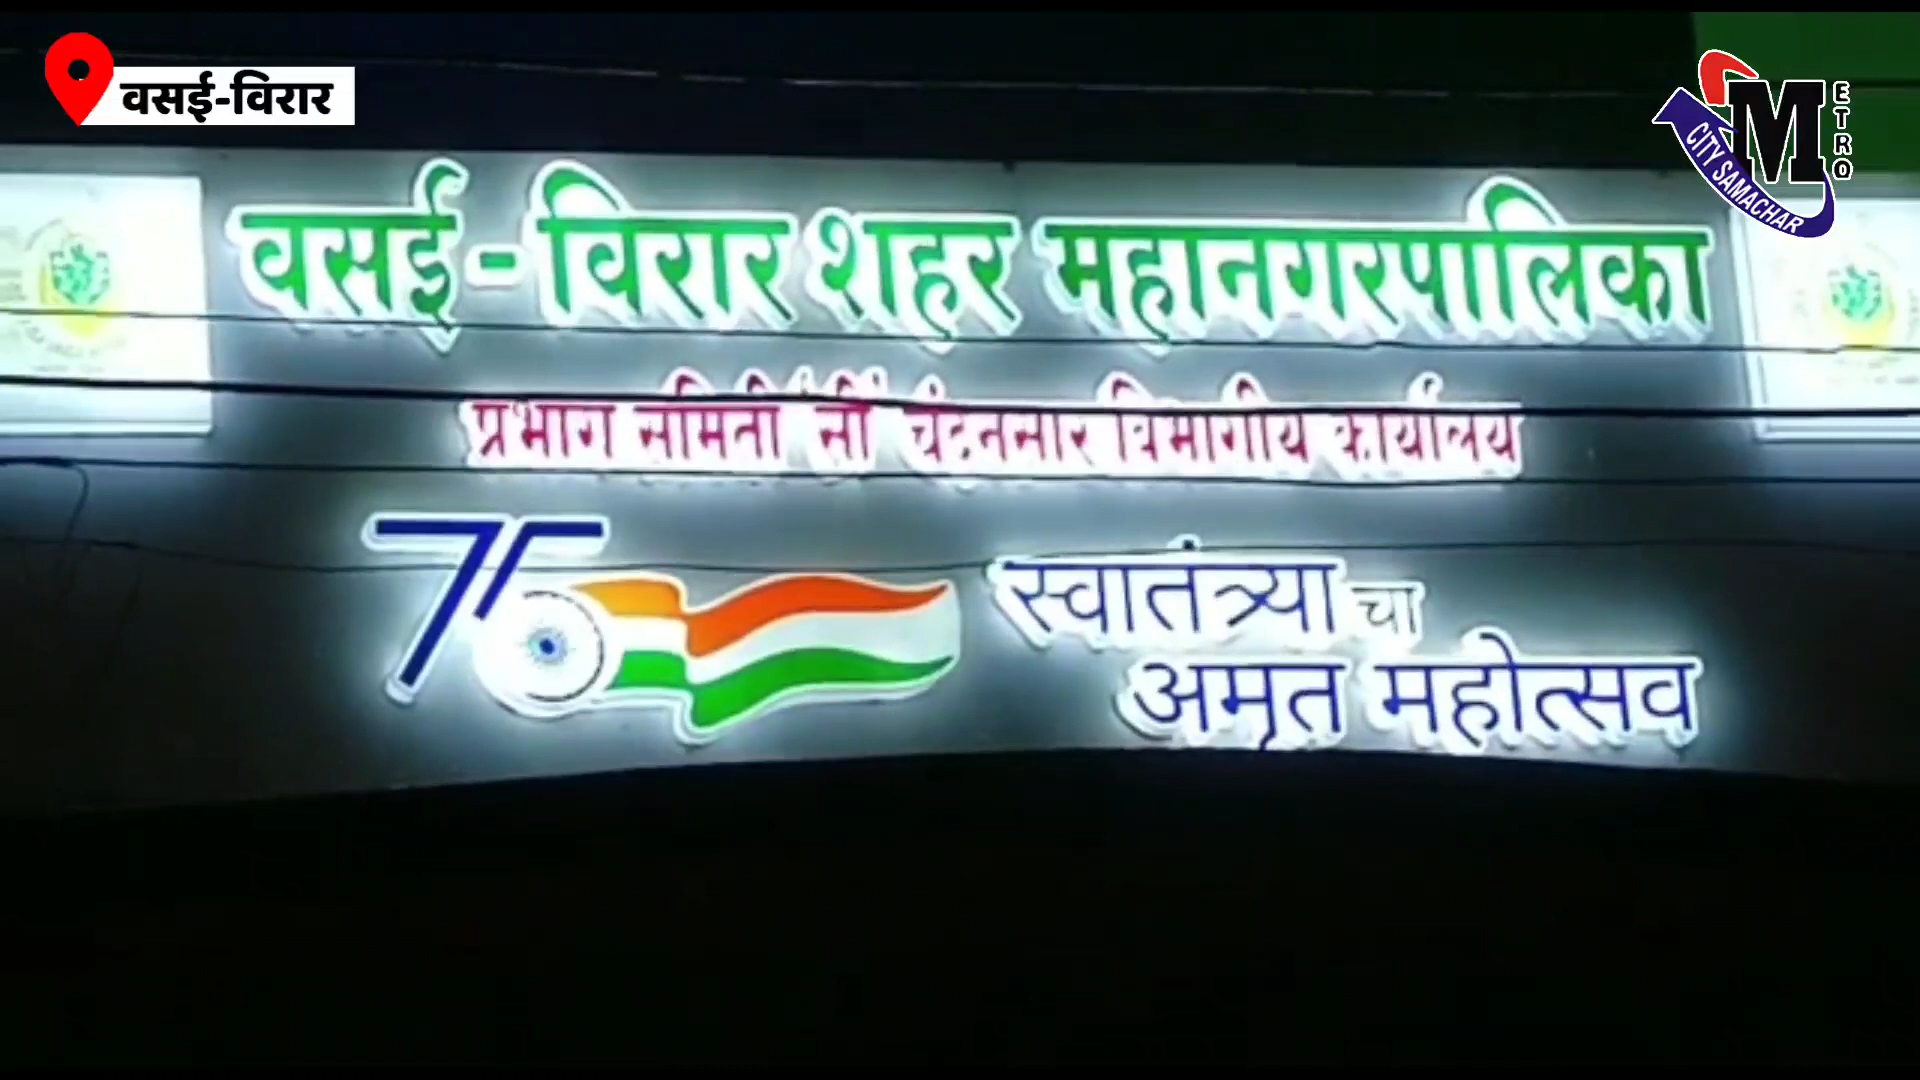 वसई-विरार
METRO
CITY SAMACHAR
वसई-विरार शहर महानगरपालिका
प्रभाग समिती 'सी' चंदनसार विभागीय कार्यालय
75
स्वातंत्र्या चा
अमृत महोत्सव